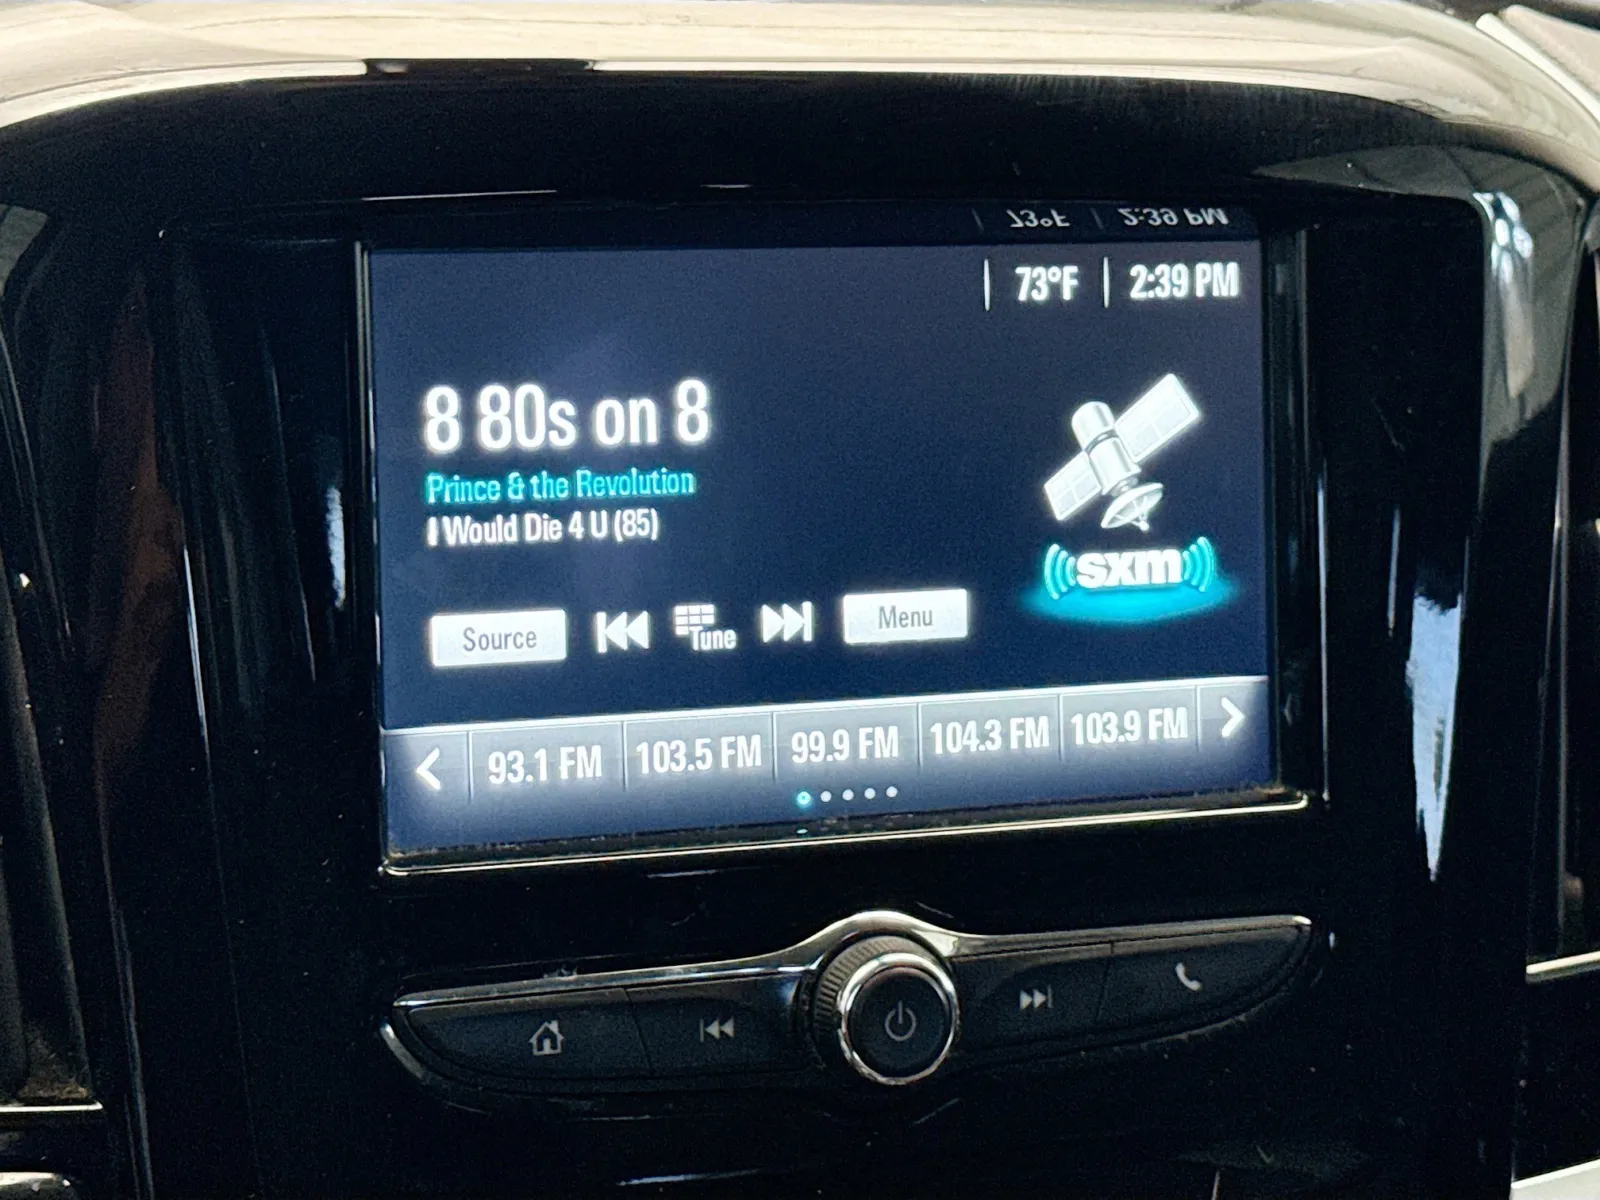 73°F 2:39 PM
8 80s on 8
Prince & the Revolution
I Would Die 4 U (85)
sxm
Source Tune Menu
93.1 FM 103.5 FM 99.9 FM 104.3 FM 103.9 FM